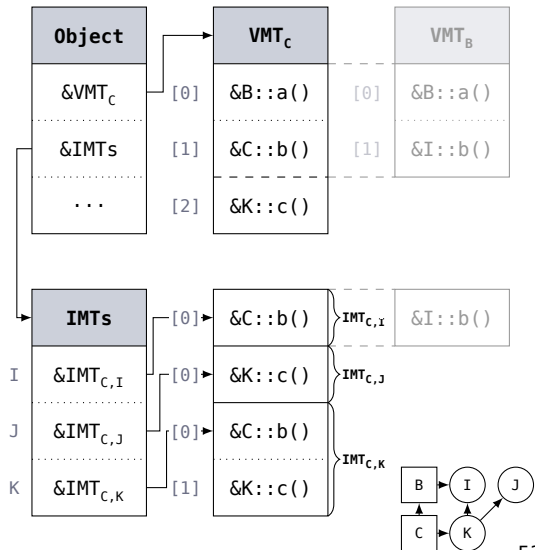 Object VMT_C VMT_B
&VMT_C [0] &B::a() [0] &B::a()
&IMTs [1] &C::b() [1] &I::b()
... [2] &K::c()
IMTs [0] &C::b() IMT_C,I &I::b()
I &IMT_C,I [0] &K::c() IMT_C,J
J &IMT_C,J [0] &C::b()
IMT_C,K
K &IMT_C,K [1] &K::c()
B I J
C K